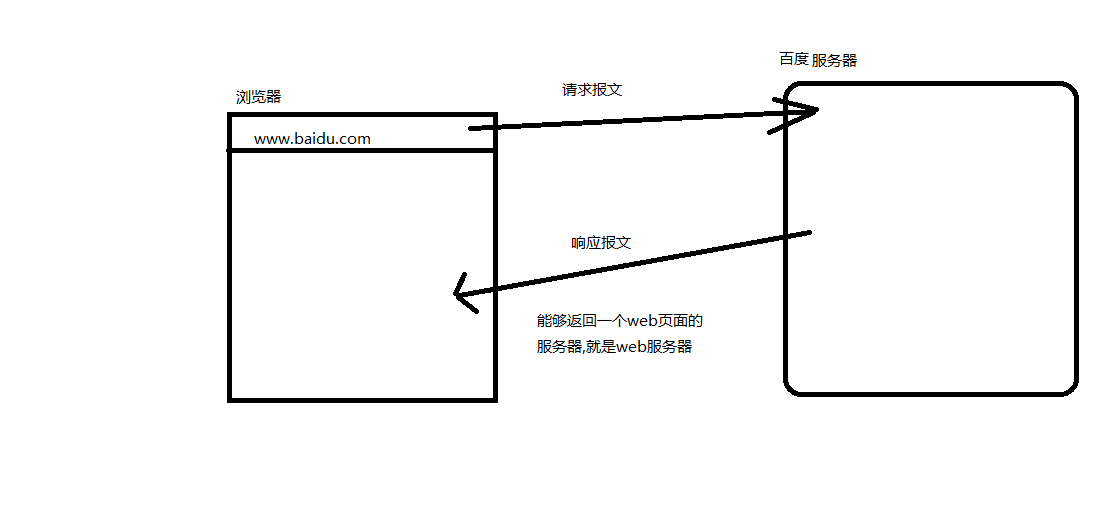 百度服务器
浏览器
请求报文
www.baidu.com
响应报文
能够返回一个web页面的
服务器,就是web服务器